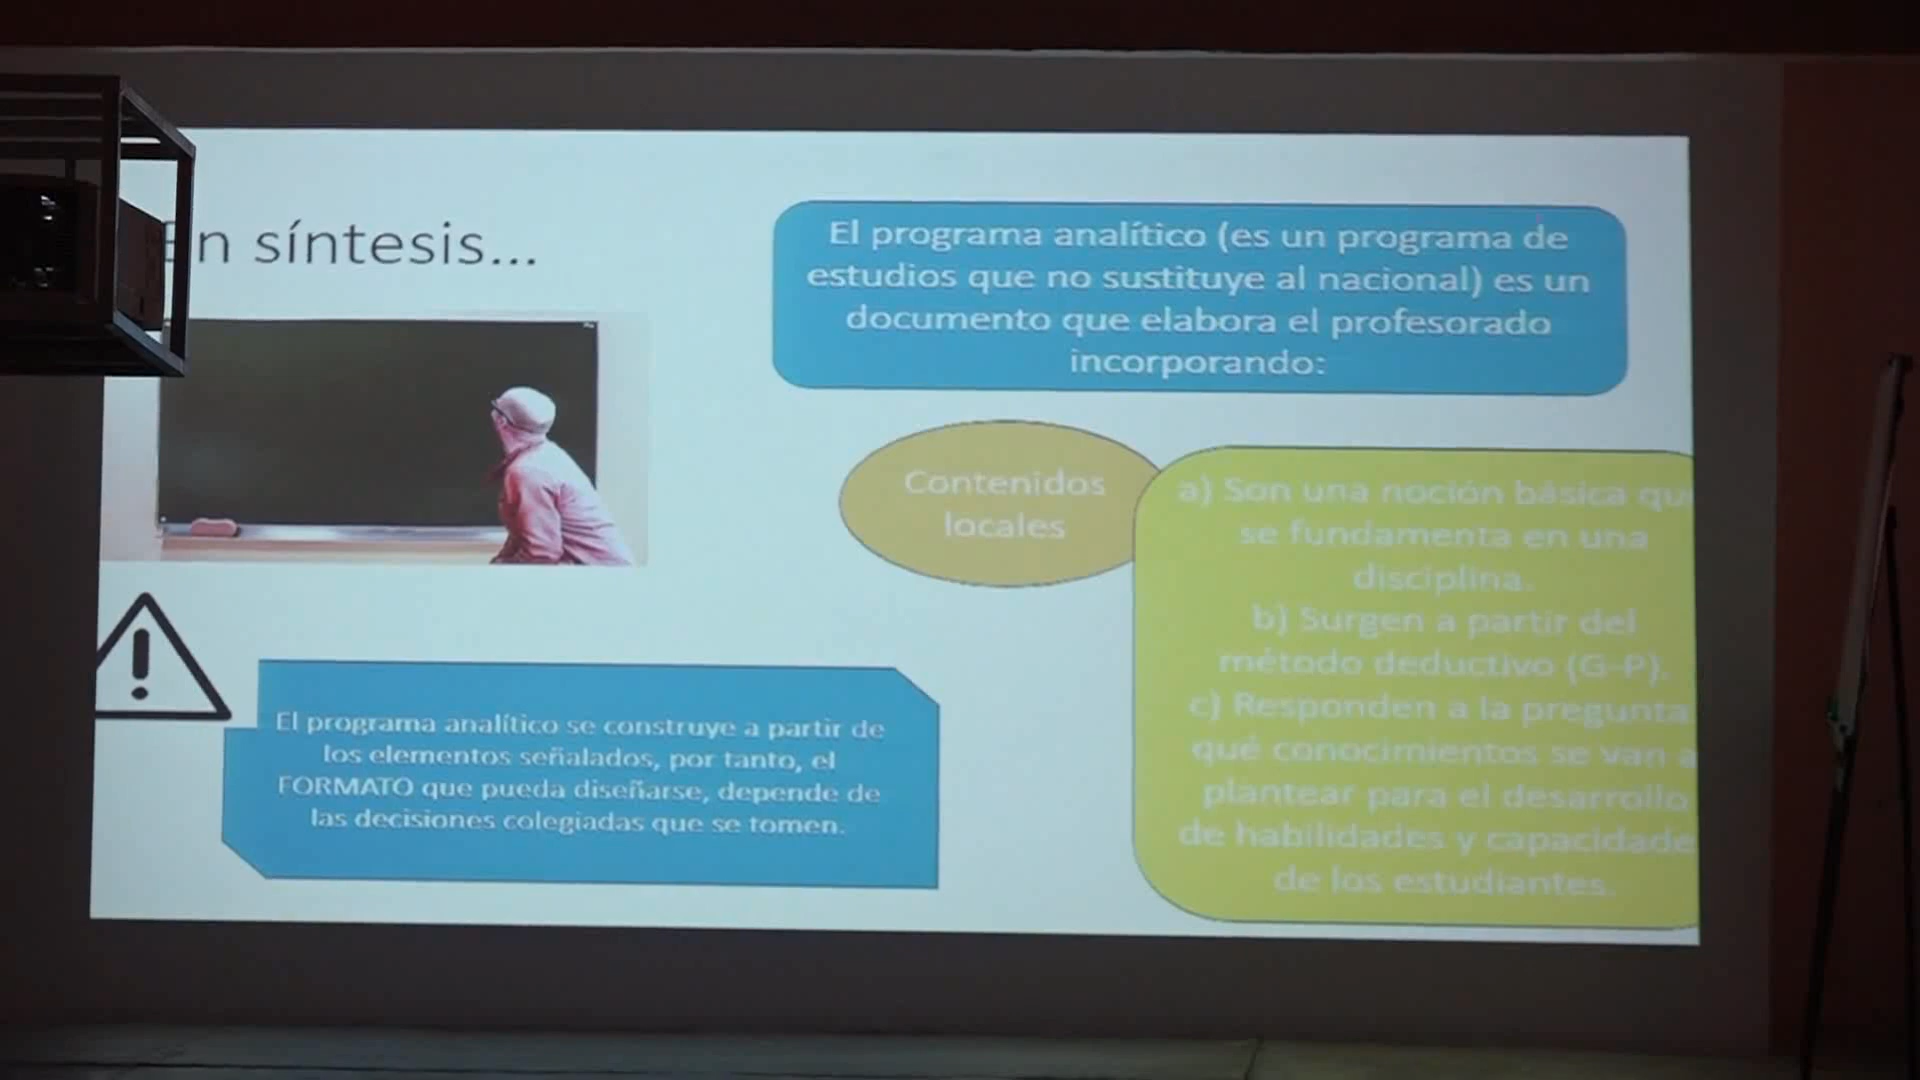 En síntesis...
El programa analítico (es un programa de
estudios que no sustituye al nacional) es un
documento que elabora el profesorado
incorporando:
Contenidos
locales
a) Son una noción básica qu
se fundamenta en una
disciplina.
b) Surgen a partir del
método deductivo (G-P).
c) Responden a la pregunta
qué conocimientos se van a
plantear para el desarrollo
de habilidades y capacidade
de los estudiantes.
El programa analítico se construye a partir de
los elementos señalados, por tanto, el
FORMATO que pueda diseñarse, depende de
las decisiones colegiadas que se tomen.